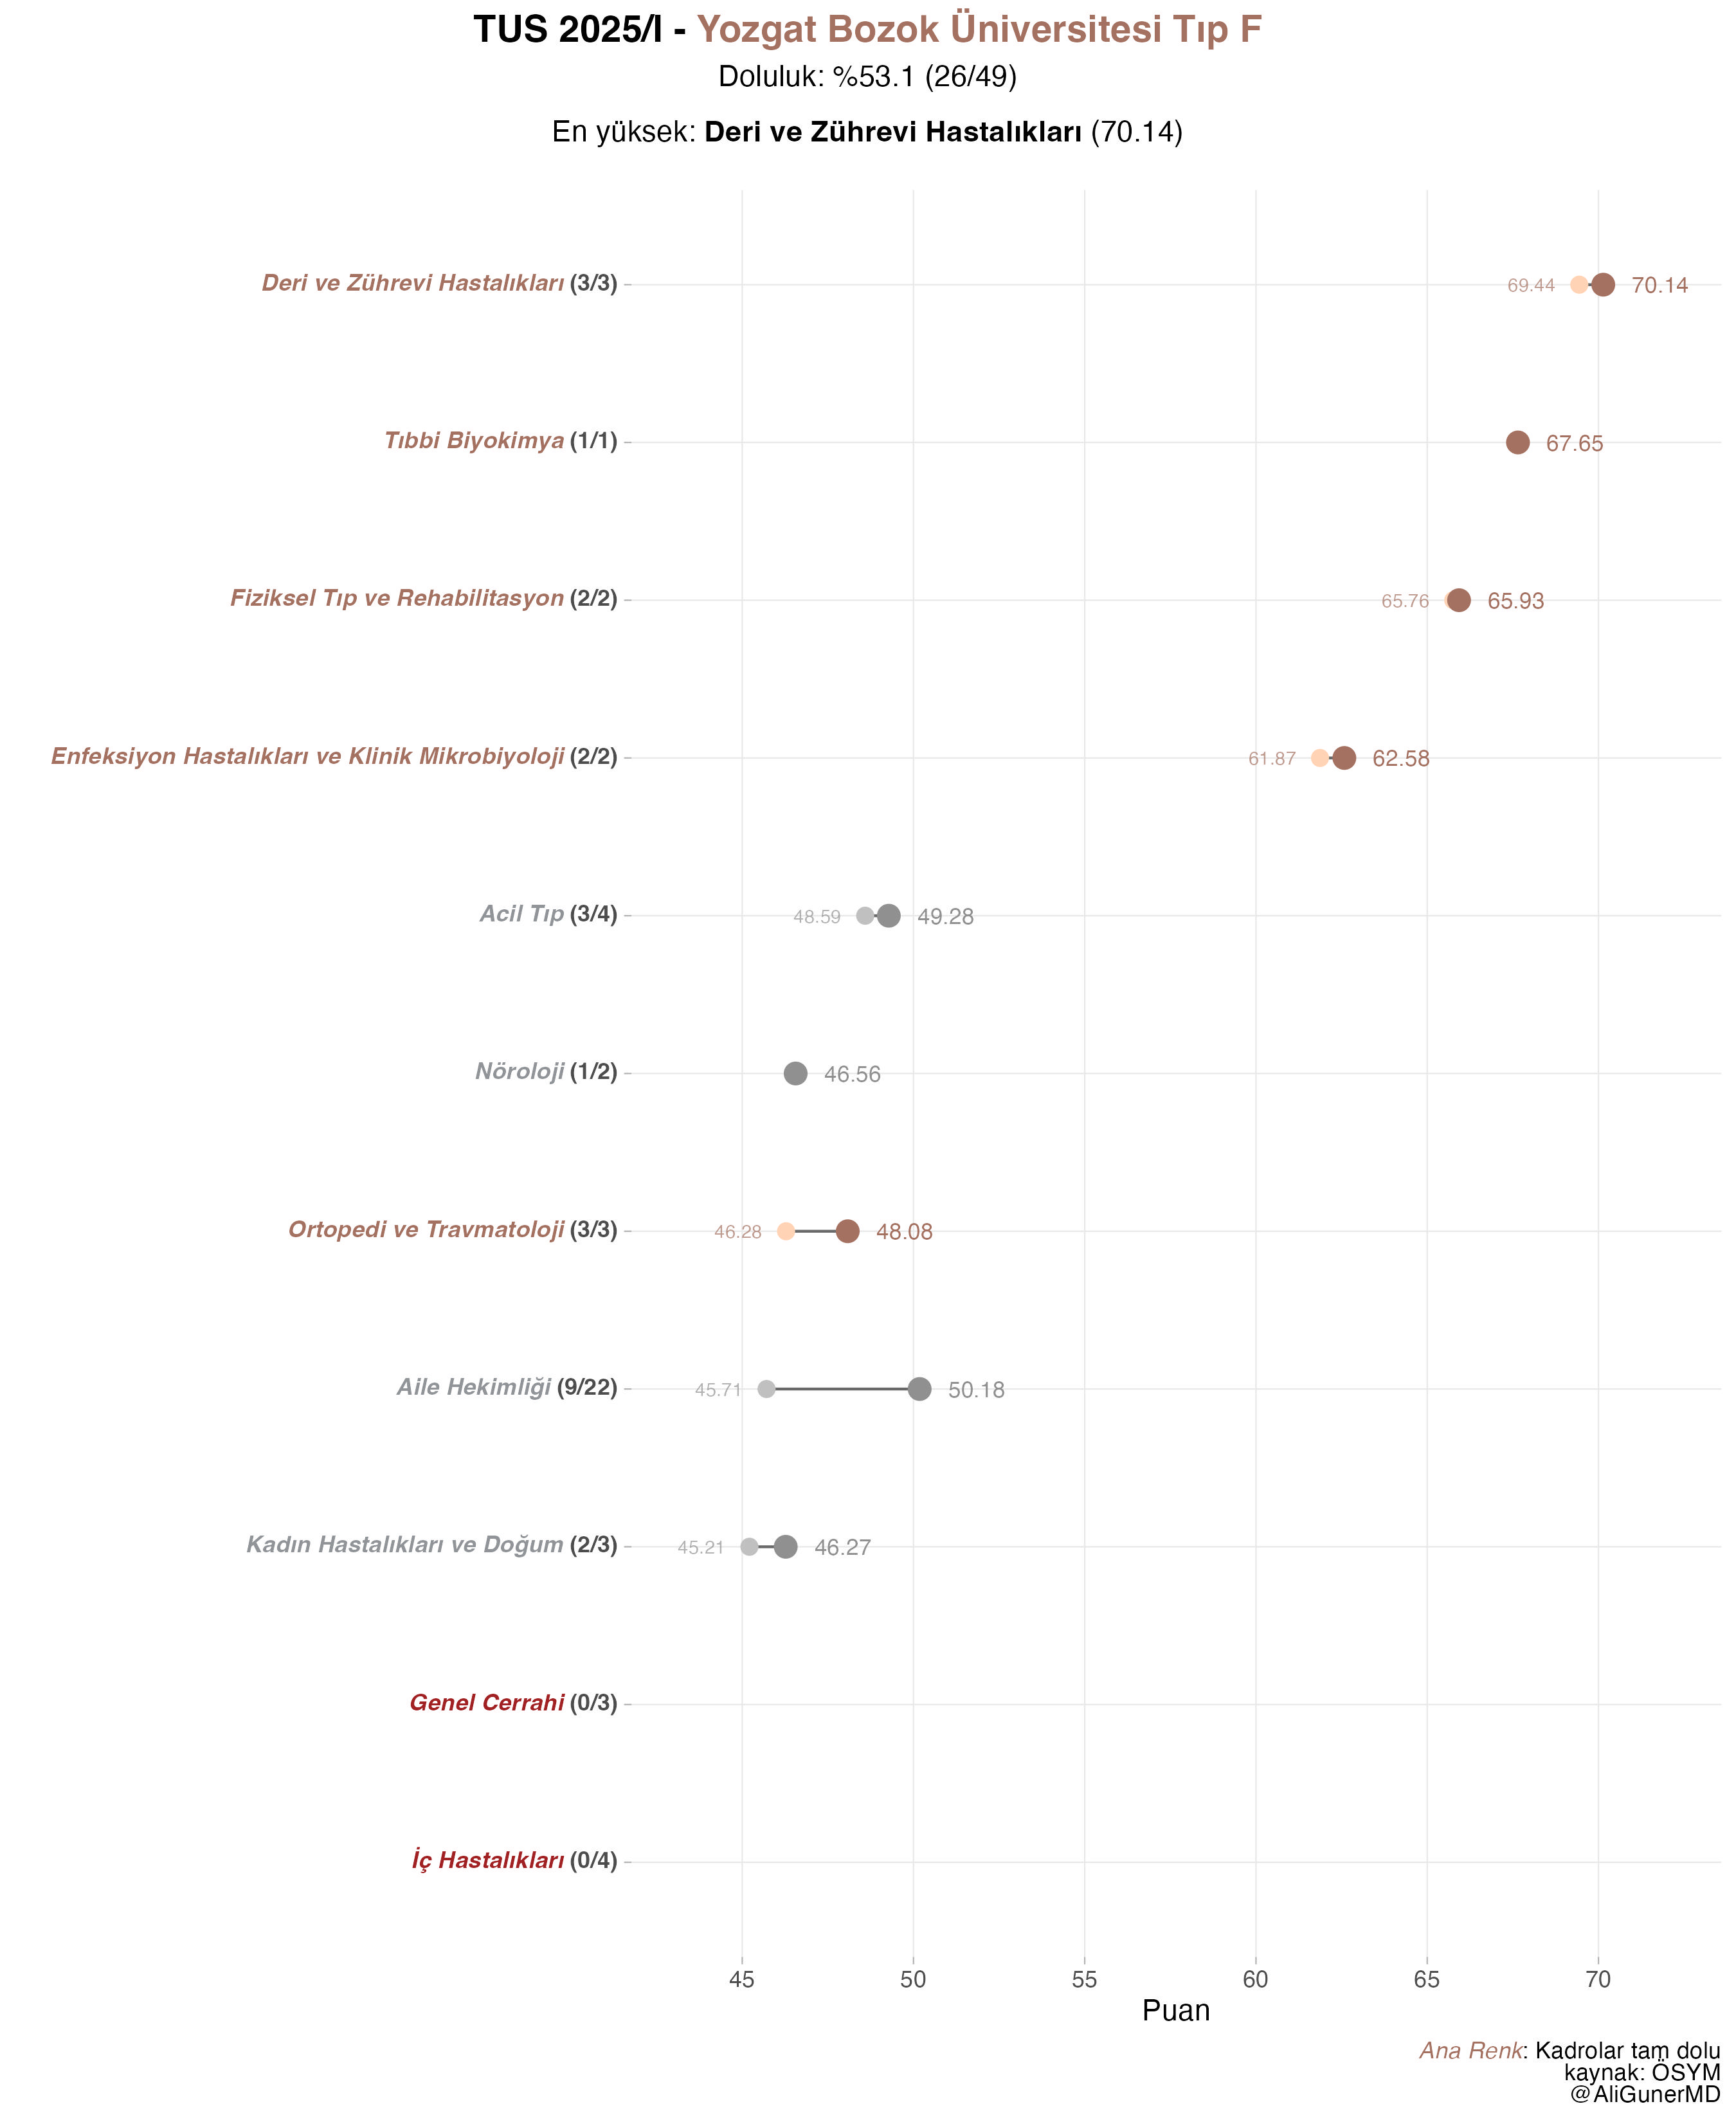 TUS 2025/I - Yozgat Bozok Üniversitesi Tıp F
Doluluk: %53.1 (26/49)
En yüksek: Deri ve Zührevi Hastalıkları (70.14)
Deri ve Zührevi Hastalıkları (3/3) 69.44 70.14
Tıbbi Biyokimya (1/1) 67.65
Fiziksel Tıp ve Rehabilitasyon (2/2) 65.76 65.93
Enfeksiyon Hastalıkları ve Klinik Mikrobiyoloji (2/2) 61.87 62.58
Acil Tıp (3/4) 48.59 49.28
Nöroloji (1/2) 46.56
Ortopedi ve Travmatoloji (3/3) 46.28 48.08
Aile Hekimliği (9/22) 45.71 50.18
Kadın Hastalıkları ve Doğum (2/3) 45.21 46.27
Genel Cerrahi (0/3)
İç Hastalıkları (0/4)
45 50 55 60 65 70
Puan
Ana Renk: Kadrolar tam dolu
kaynak: ÖSYM
@AliGunerMD